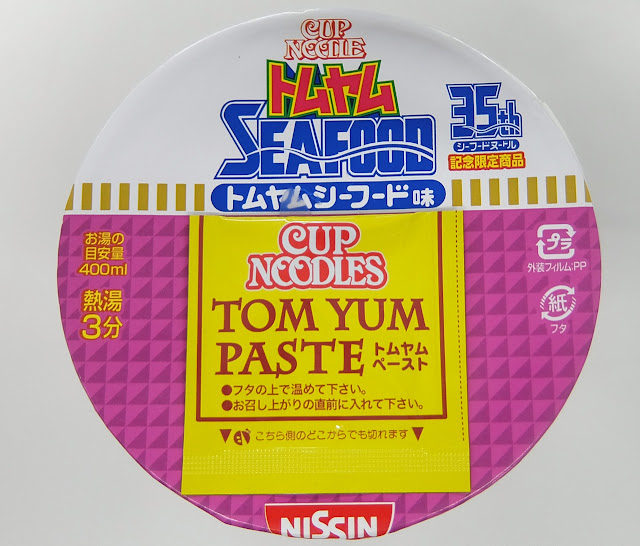 CUP
NOODLE
トムヤム
SEAFOOD
トムヤムシーフード味
35th
シーフードヌードル
記念限定商品
お湯の
目安量
400ml
熱湯
3分
プラ
外装フィルム:PP
紙
フタ
CUP
NOODLES
TOM YUM
PASTE トムヤム
ペースト
●フタの上で温めて下さい。
●お召し上がりの直前に入れて下さい。
▼こちら側のどこからでも切れます▼
NISSIN